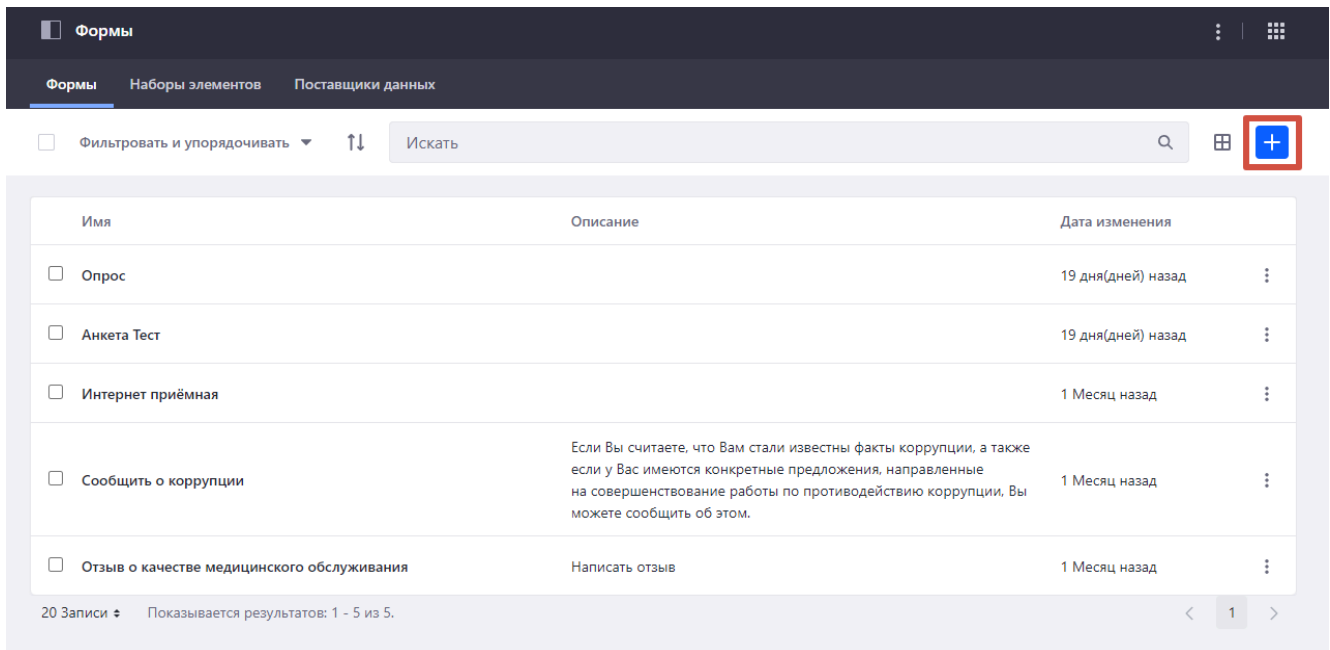 Формы
Формы Наборы элементов Поставщики данных
Фильтровать и упорядочивать Искать
Имя Описание Дата изменения
Опрос 19 дня(дней) назад
Анкета Тест 19 дня(дней) назад
Интернет приёмная 1 Месяц назад
Если Вы считаете, что Вам стали известны факты коррупции, а также
если у Вас имеются конкретные предложения, направленные
Сообщить о коррупции на совершенствование работы по противодействию коррупции, Вы 1 Месяц назад
можете сообщить об этом.
Отзыв о качестве медицинского обслуживания Написать отзыв 1 Месяц назад
20 Записи Показывается результатов: 1 - 5 из 5. 1